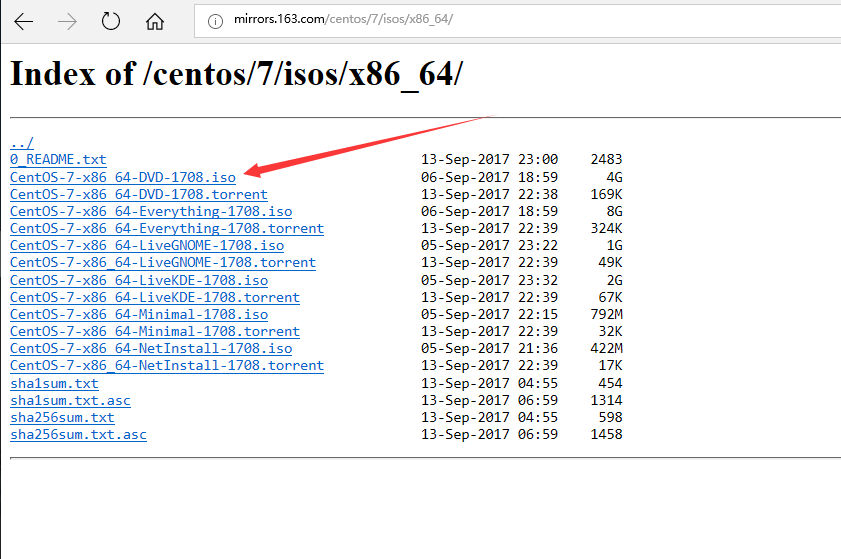 mirrors.163.com/centos/7/isos/x86_64/
Index of /centos/7/isos/x86_64/
../
0_README.txt 13-Sep-2017 23:00 2483
CentOS-7-x86_64-DVD-1708.iso 06-Sep-2017 18:59 4G
CentOS-7-x86_64-DVD-1708.torrent 13-Sep-2017 22:38 169K
CentOS-7-x86_64-Everything-1708.iso 06-Sep-2017 18:59 8G
CentOS-7-x86_64-Everything-1708.torrent 13-Sep-2017 22:39 324K
CentOS-7-x86_64-LiveGNOME-1708.iso 05-Sep-2017 23:22 1G
CentOS-7-x86_64-LiveGNOME-1708.torrent 13-Sep-2017 22:39 49K
CentOS-7-x86_64-LiveKDE-1708.iso 05-Sep-2017 23:32 2G
CentOS-7-x86_64-LiveKDE-1708.torrent 13-Sep-2017 22:39 67K
CentOS-7-x86_64-Minimal-1708.iso 05-Sep-2017 22:15 792M
CentOS-7-x86_64-Minimal-1708.torrent 13-Sep-2017 22:39 32K
CentOS-7-x86_64-NetInstall-1708.iso 05-Sep-2017 21:36 422M
CentOS-7-x86_64-NetInstall-1708.torrent 13-Sep-2017 22:39 17K
sha1sum.txt 13-Sep-2017 04:55 454
sha1sum.txt.asc 13-Sep-2017 06:59 1314
sha256sum.txt 13-Sep-2017 04:55 598
sha256sum.txt.asc 13-Sep-2017 06:59 1458